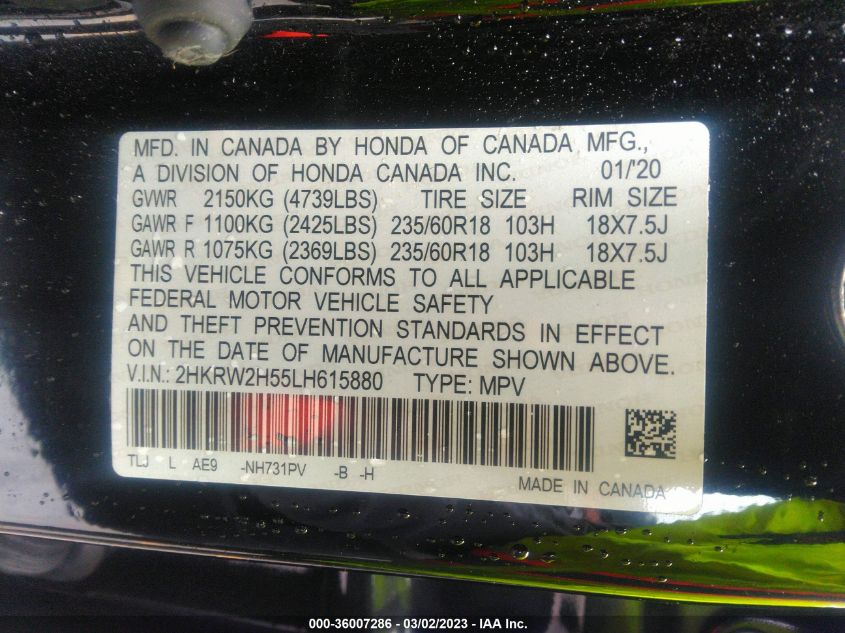 MFD. IN CANADA BY HONDA OF CANADA MFG.,
A DIVISION OF HONDA CANADA INC. 01/'20
GVWR 2150KG (4739LBS) TIRE SIZE RIM SIZE
GAWR F 1100KG (2425LBS) 235/60R18 103H 18X7.5J
GAWR R 1075KG (2369LBS) 235/60R18 103H 18X7.5J
THIS VEHICLE CONFORMS TO ALL APPLICABLE
FEDERAL MOTOR VEHICLE SAFETY
AND THEFT PREVENTION STANDARDS IN EFFECT
ON THE DATE OF MANUFACTURE SHOWN ABOVE.
V.I.N.: 2HKRW2H55LH615880 TYPE: MPV
TLJ L AE9 -NH731PV -B -H
MADE IN CANADA
000-36007286 - 03/02/2023 - IAA Inc.